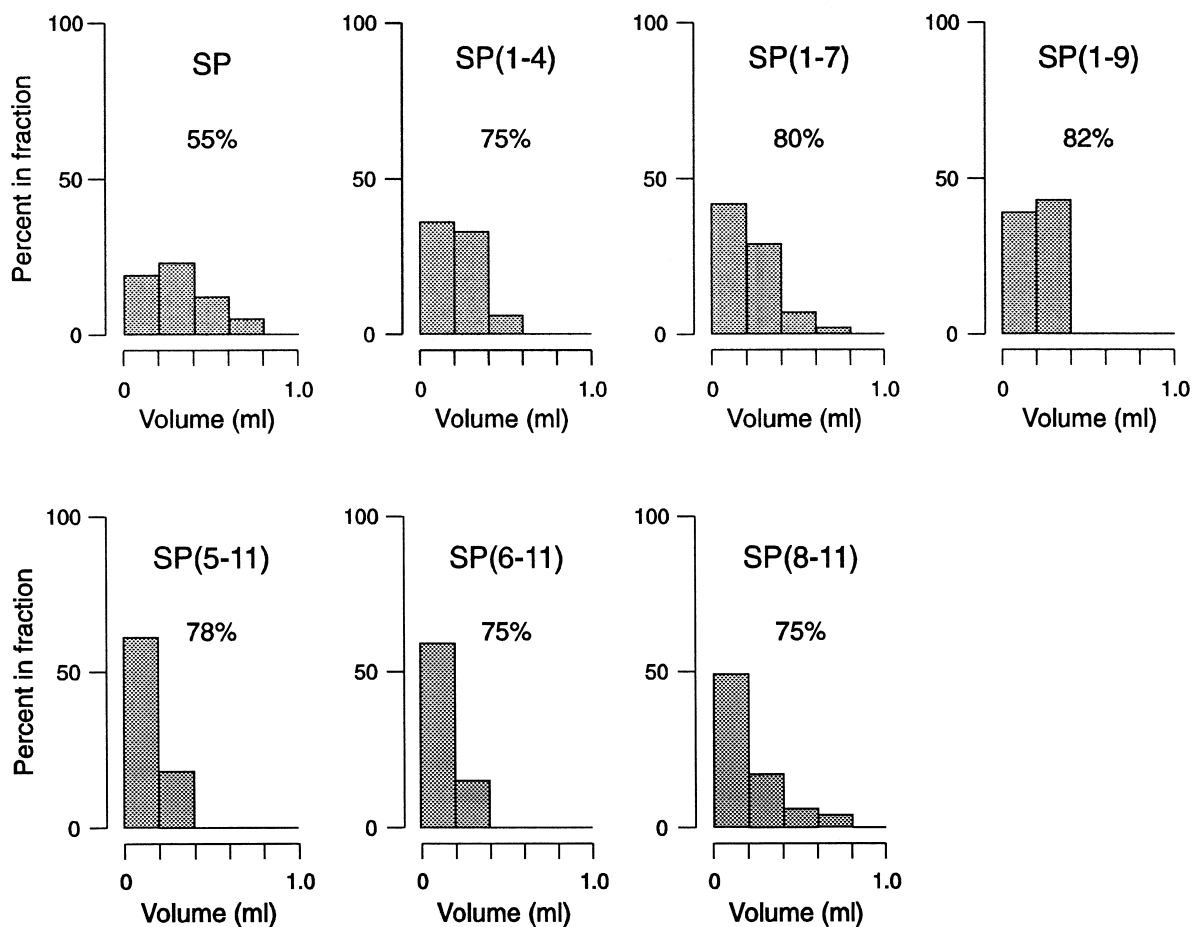 100 100 100 100
SP SP(1-4) SP(1-7) SP(1-9)
55% 75% 80% 82%
50 50 50 50
Percent in fraction
0 0 0 0
0 1.0 0 1.0 0 1.0 0 1.0
Volume (ml) Volume (ml) Volume (ml) Volume (ml)
100 100 100
SP(5-11) SP(6-11) SP(8-11)
78% 75% 75%
50 50 50
Percent in fraction
0 0 0
0 1.0 0 1.0 0 1.0
Volume (ml) Volume (ml) Volume (ml)